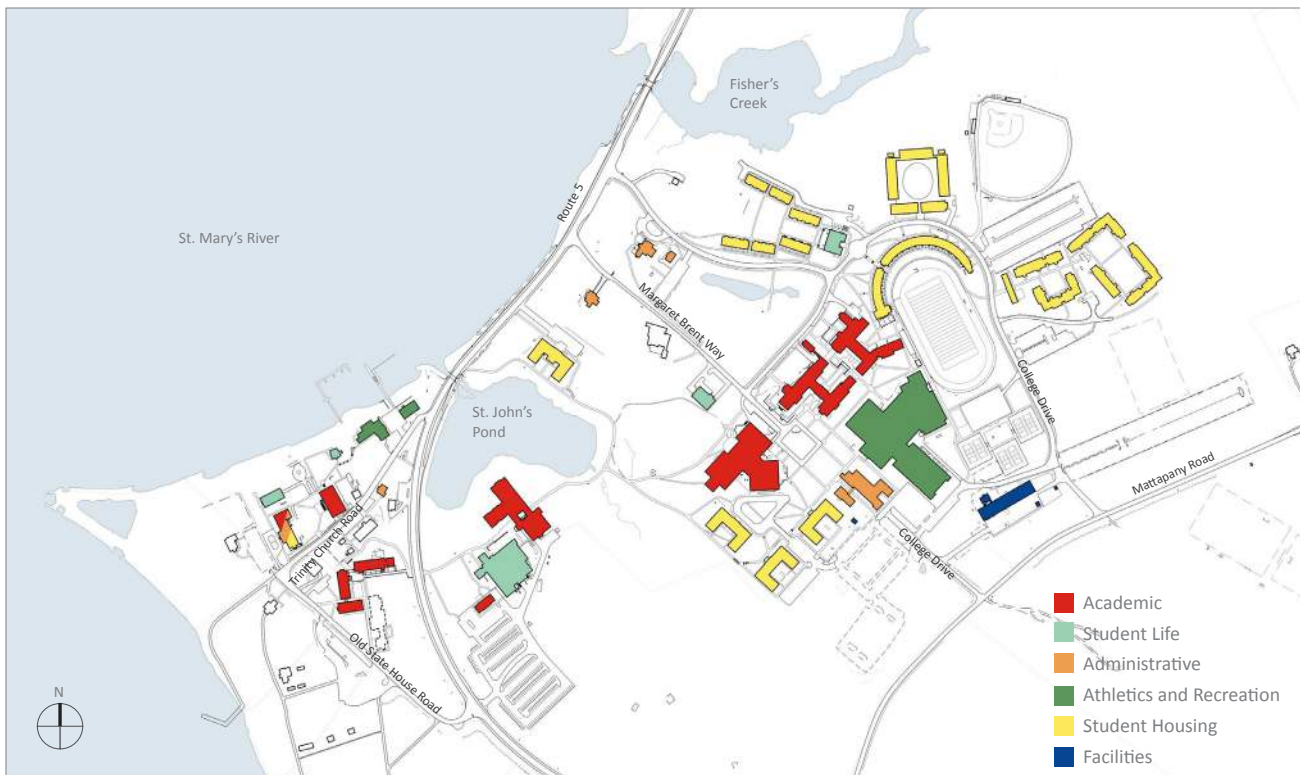 Fisher's
Creek
Route 5
St. Mary's River
Margaret Brent Way
College Drive
St. John's
Pond
Mattapany Road
Trinity Church Road
College Drive
Old State House Road
N
Academic
Student Life
Administrative
Athletics and Recreation
Student Housing
Facilities